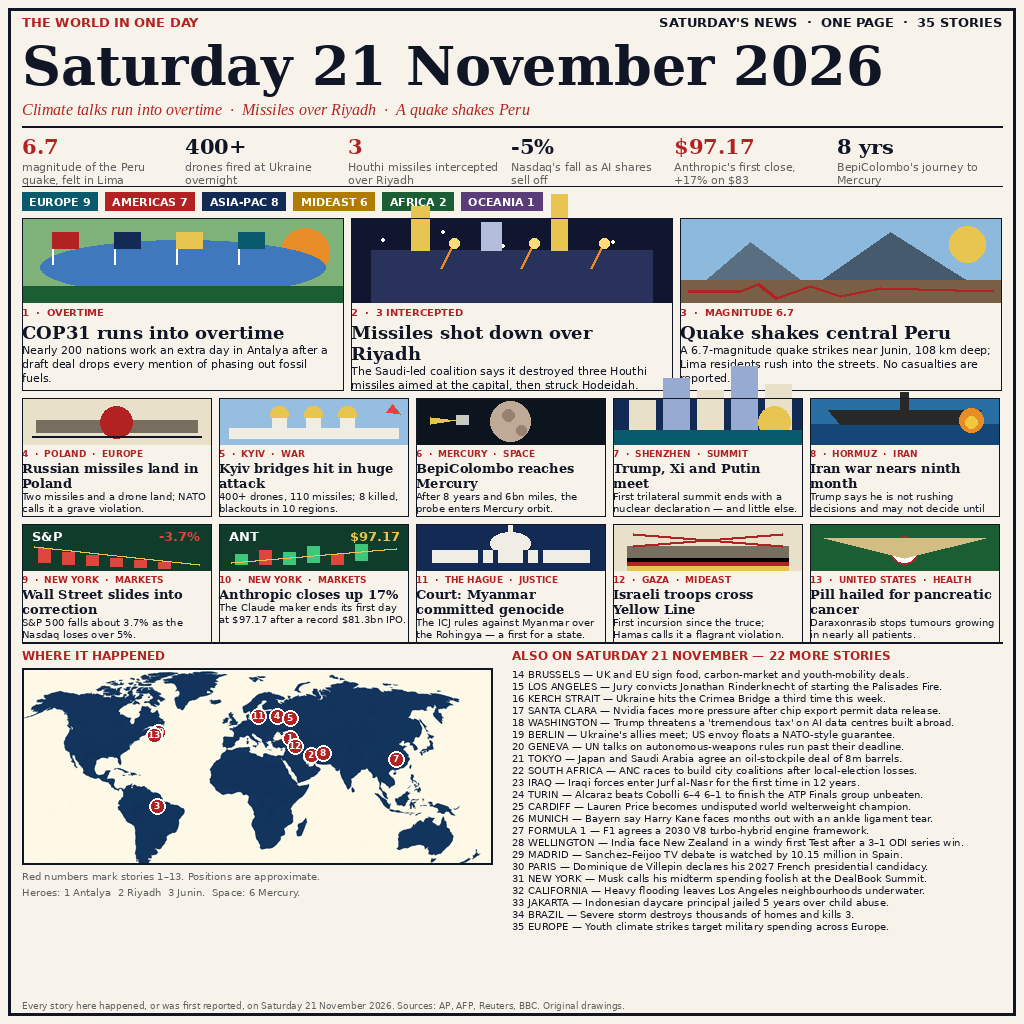 THE WORLD IN ONE DAY
SATURDAY'S NEWS · ONE PAGE · 35 STORIES
Saturday 21 November 2026
Climate talks run into overtime · Missiles over Riyadh · A quake shakes Peru
6.7
magnitude of the Peru
quake, felt in Lima
400+
drones fired at Ukraine
overnight
3
Houthi missiles intercepted
over Riyadh
-5%
Nasdaq's fall as AI shares
sell off
$97.17
Anthropic's first close,
+17% on $83
8 yrs
BepiColombo's journey to
Mercury
EUROPE 9
AMERICAS 7
ASIA-PAC 8
MIDEAST 6
AFRICA 2
OCEANIA 1
1 · OVERTIME
COP31 runs into overtime
Nearly 200 nations work an extra day in Antalya after a
draft deal drops every mention of phasing out fossil
fuels.
2 · 3 INTERCEPTED
Missiles shot down over
Riyadh
The Saudi-led coalition says it destroyed three Houthi
missiles aimed at the capital, then struck Hodeidah.
3 · MAGNITUDE 6.7
Quake shakes central Peru
A 6.7-magnitude quake strikes near Junin, 108 km deep;
Lima residents rush into the streets. No casualties are
reported.
4 · POLAND · EUROPE
Russian missiles land in
Poland
Two missiles and a drone land; NATO
calls it a grave violation.
5 · KYIV · WAR
Kyiv bridges hit in huge
attack
400+ drones, 110 missiles; 8 killed,
blackouts in 10 regions.
6 · MERCURY · SPACE
BepiColombo reaches
Mercury
After 8 years and 6bn miles, the
probe enters Mercury orbit.
7 · SHENZHEN · SUMMIT
Trump, Xi and Putin
meet
First trilateral summit ends with a
nuclear declaration — and little else.
8 · HORMUZ · IRAN
Iran war nears ninth
month
Trump says he is not rushing
decisions and may not decide until
S&P
-3.7%
9 · NEW YORK · MARKETS
Wall Street slides into
correction
S&P 500 falls about 3.7% as the
Nasdaq loses over 5%.
ANT
$97.17
10 · NEW YORK · MARKETS
Anthropic closes up 17%
The Claude maker ends its first day
at $97.17 after a record $81.3bn IPO.
11 · THE HAGUE · JUSTICE
Court: Myanmar
committed genocide
The ICJ rules against Myanmar over
the Rohingya — a first for a state.
12 · GAZA · MIDEAST
Israeli troops cross
Yellow Line
First incursion since the truce;
Hamas calls it a flagrant violation.
13 · UNITED STATES · HEALTH
Pill hailed for pancreatic
cancer
Daraxonrasib stops tumours growing
in nearly all patients.
WHERE IT HAPPENED
11
4
5
13
1
12
2
8
7
3
Red numbers mark stories 1–13. Positions are approximate.
Heroes: 1 Antalya 2 Riyadh 3 Junin. Space: 6 Mercury.
ALSO ON SATURDAY 21 NOVEMBER — 22 MORE STORIES
14 BRUSSELS — UK and EU sign food, carbon-market and youth-mobility deals.
15 LOS ANGELES — Jury convicts Jonathan Rinderknecht of starting the Palisades Fire.
16 KERCH STRAIT — Ukraine hits the Crimea Bridge a third time this week.
17 SANTA CLARA — Nvidia faces more pressure after chip export permit data release.
18 WASHINGTON — Trump threatens a 'tremendous tax' on AI data centres built abroad.
19 BERLIN — Ukraine's allies meet; US envoy floats a NATO-style guarantee.
20 GENEVA — UN talks on autonomous-weapons rules run past their deadline.
21 TOKYO — Japan and Saudi Arabia agree an oil-stockpile deal of 8m barrels.
22 SOUTH AFRICA — ANC races to build city coalitions after local-election losses.
23 IRAQ — Iraqi forces enter Jurf al-Nasr for the first time in 12 years.
24 TURIN — Alcaraz beats Cobolli 6–4 6–1 to finish the ATP Finals group unbeaten.
25 CARDIFF — Lauren Price becomes undisputed world welterweight champion.
26 MUNICH — Bayern say Harry Kane faces months out with an ankle ligament tear.
27 FORMULA 1 — F1 agrees a 2030 V8 turbo-hybrid engine framework.
28 WELLINGTON — India face New Zealand in a windy first Test after a 3–1 ODI series win.
29 MADRID — Sanchez–Feijoo TV debate is watched by 10.15 million in Spain.
30 PARIS — Dominique de Villepin declares his 2027 French presidential candidacy.
31 NEW YORK — Musk calls his midterm spending foolish at the DealBook Summit.
32 CALIFORNIA — Heavy flooding leaves Los Angeles neighbourhoods underwater.
33 JAKARTA — Indonesian daycare principal jailed 5 years over child abuse.
34 BRAZIL — Severe storm destroys thousands of homes and kills 3.
35 EUROPE — Youth climate strikes target military spending across Europe.
Every story here happened, or was first reported, on Saturday 21 November 2026. Sources: AP, AFP, Reuters, BBC. Original drawings.